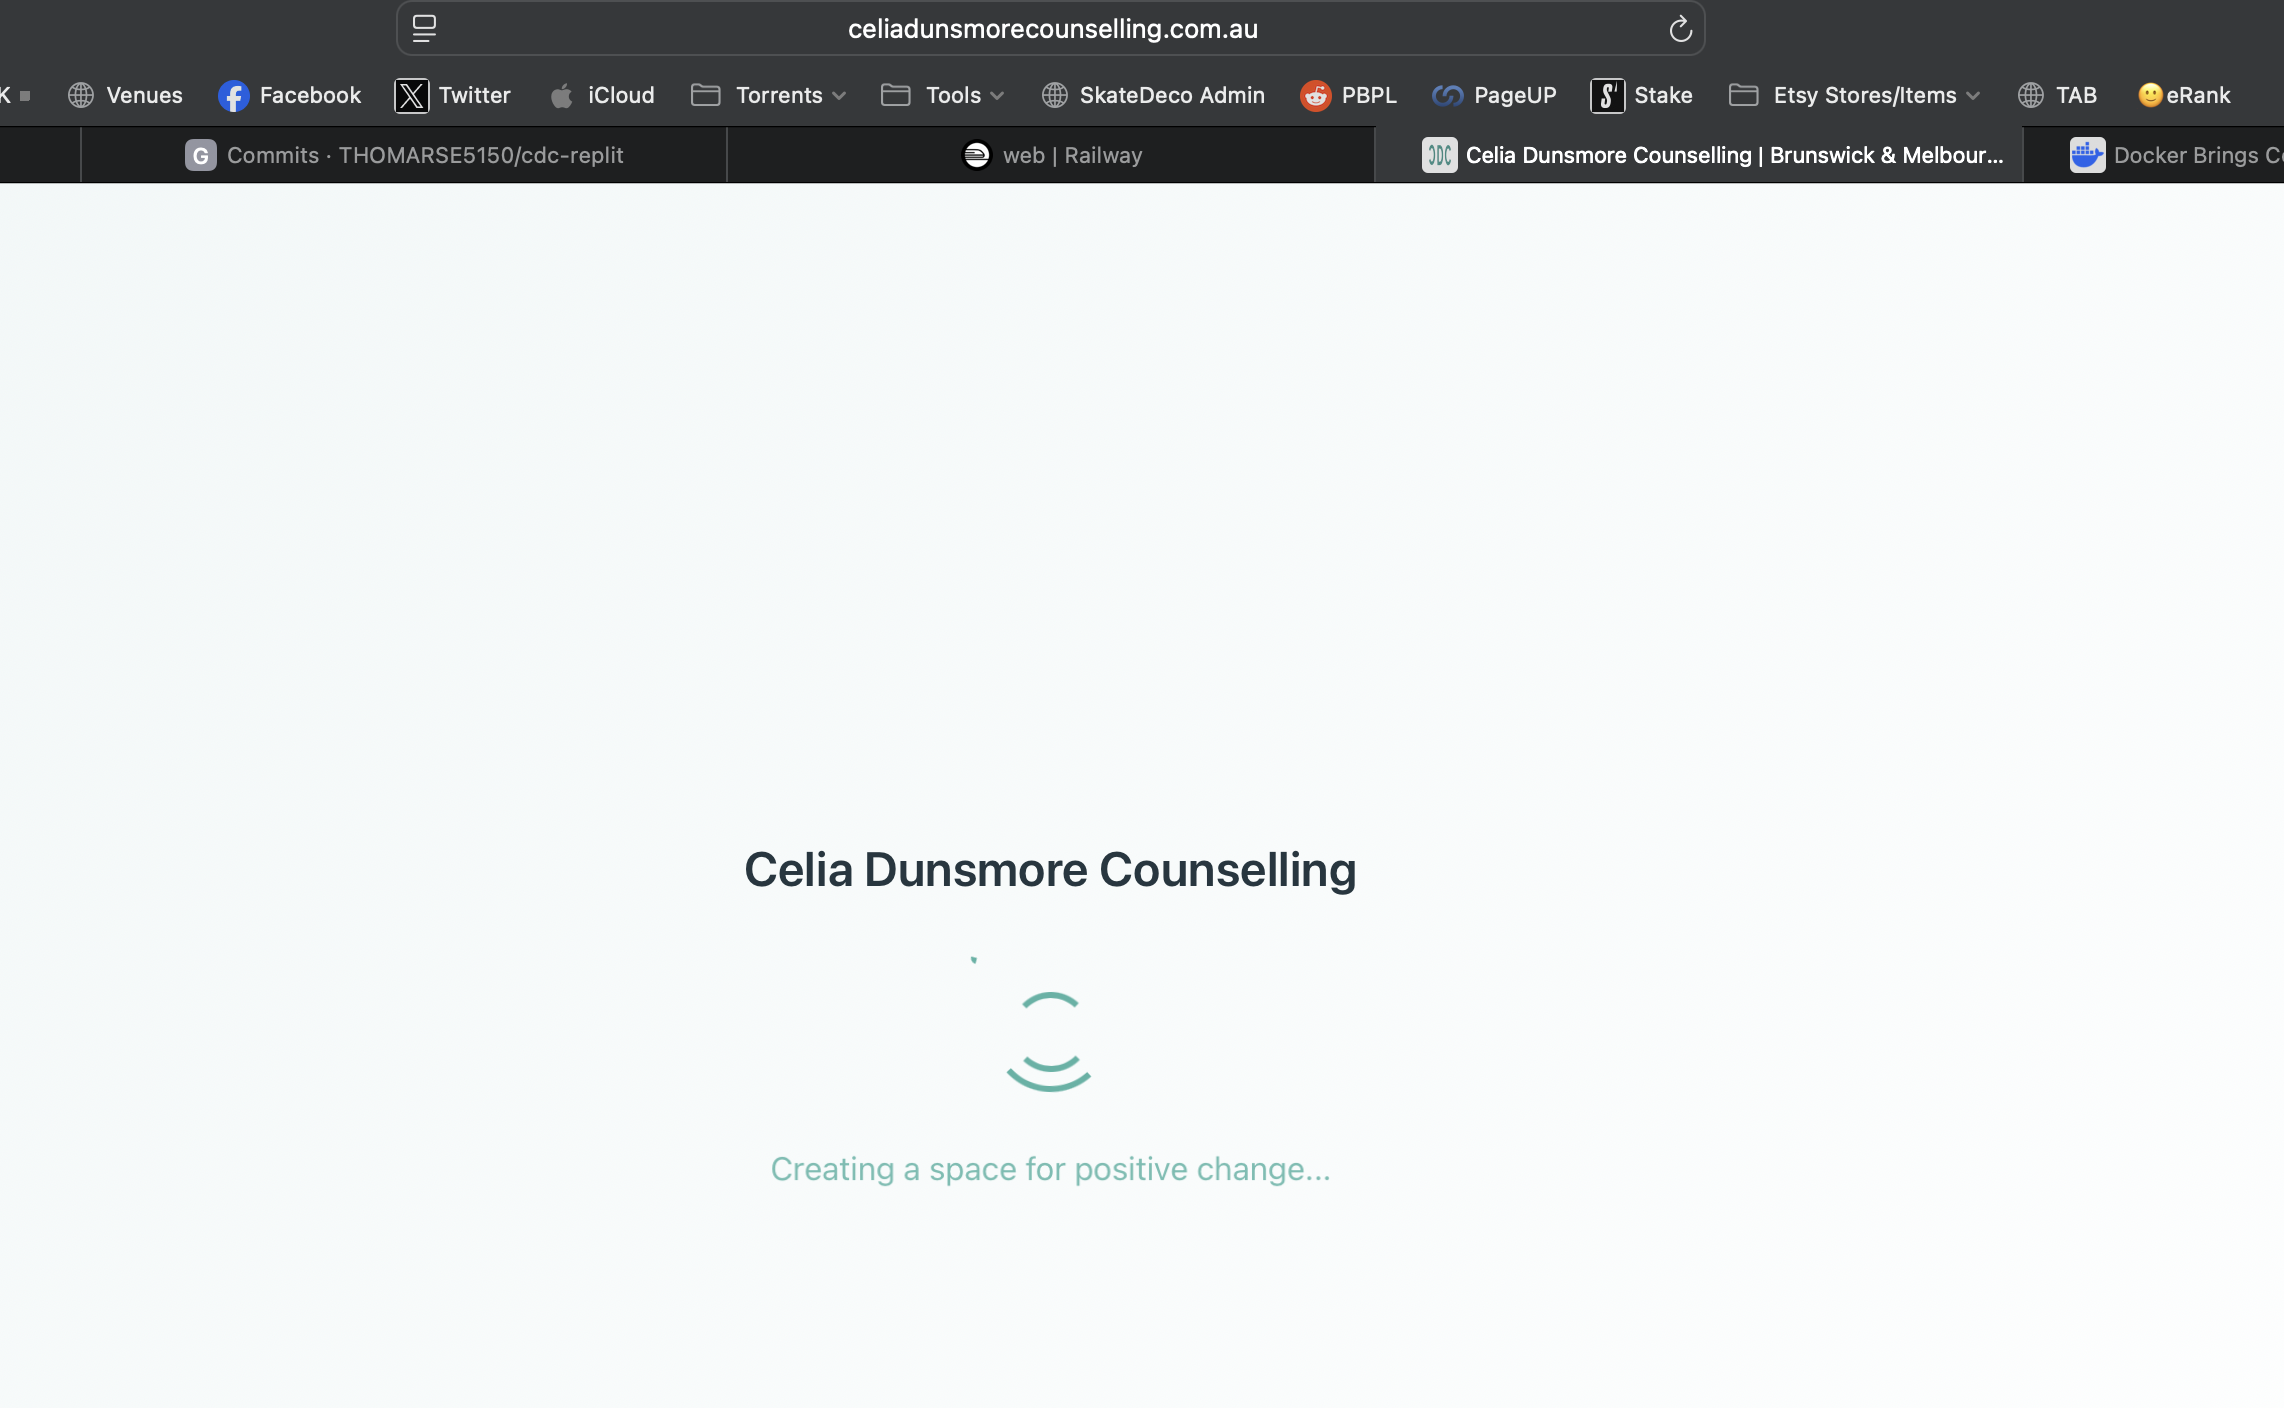 celiadunsmorecounselling.com.au
K Venues Facebook Twitter iCloud Torrents Tools SkateDeco Admin PBPL PageUP Stake Etsy Stores/Items TAB eRank
Commits · THOMARSE5150/cdc-replit web | Railway Celia Dunsmore Counselling | Brunswick & Melbour... Docker Brings
Celia Dunsmore Counselling
Creating a space for positive change...